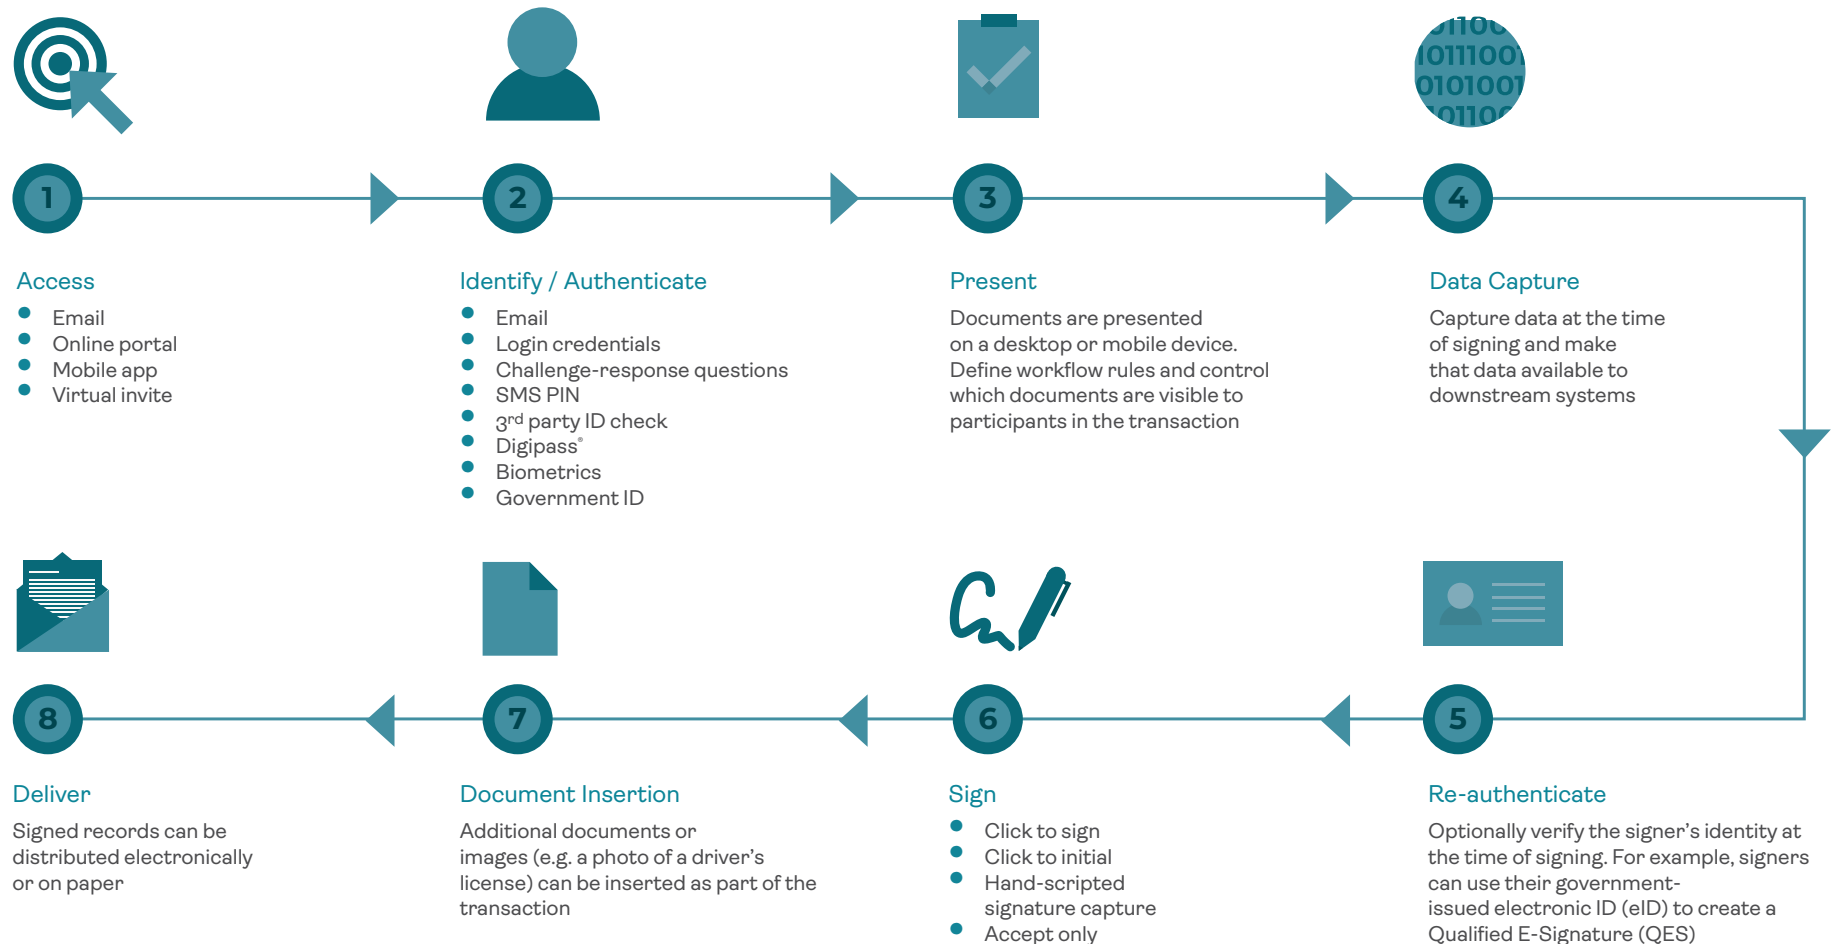 01100
10111001
0101001
01100
1
2
3
4
Access
Email
Online portal
Mobile app
Virtual invite
Identify / Authenticate
Email
Login credentials
Challenge-response questions
SMS PIN
3rd party ID check
Digipass®
Biometrics
Government ID
Present
Documents are presented
on a desktop or mobile device.
Define workflow rules and control
which documents are visible to
participants in the transaction
Data Capture
Capture data at the time
of signing and make
that data available to
downstream systems
8
7
6
5
Deliver
Signed records can be
distributed electronically
or on paper
Document Insertion
Additional documents or
images (e.g. a photo of a driver's
license) can be inserted as part of the
transaction
Sign
Click to sign
Click to initial
Hand-scripted
signature capture
Accept only
Re-authenticate
Optionally verify the signer's identity at
the time of signing. For example, signers
can use their government-
issued electronic ID (eID) to create a
Qualified E-Signature (QES)